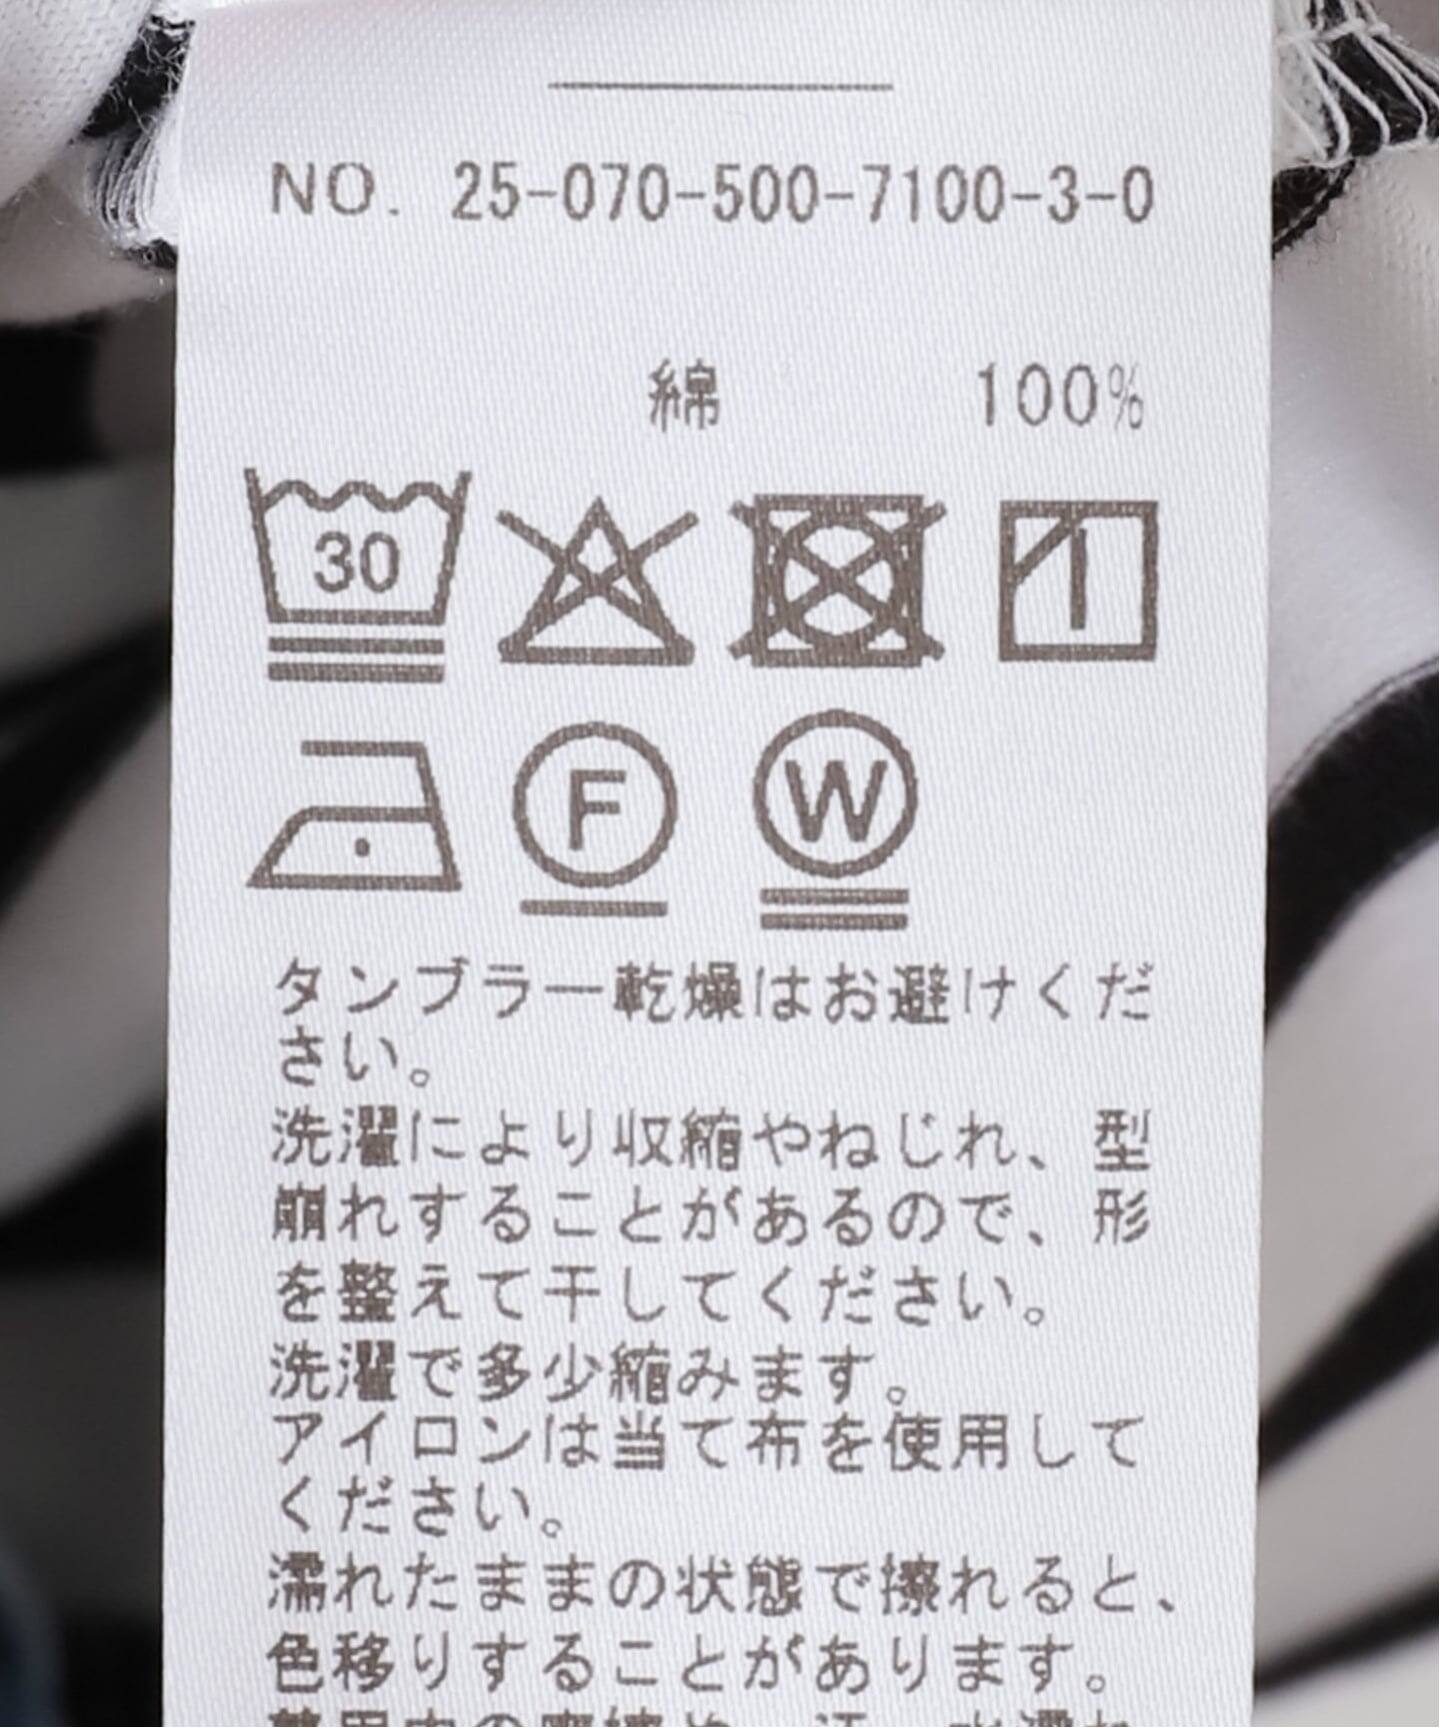 NO. 25-070-500-7100-3-0
綿 100%
30
F W
タンブラー乾燥はお避けくだ
さい。
洗濯により収縮やねじれ、型
崩れすることがあるので、形
を整えて干してください。
洗濯で多少縮みます。
アイロンは当て布を使用して
ください。
濡れたままの状態で擦れると、
色移りすることがあります。